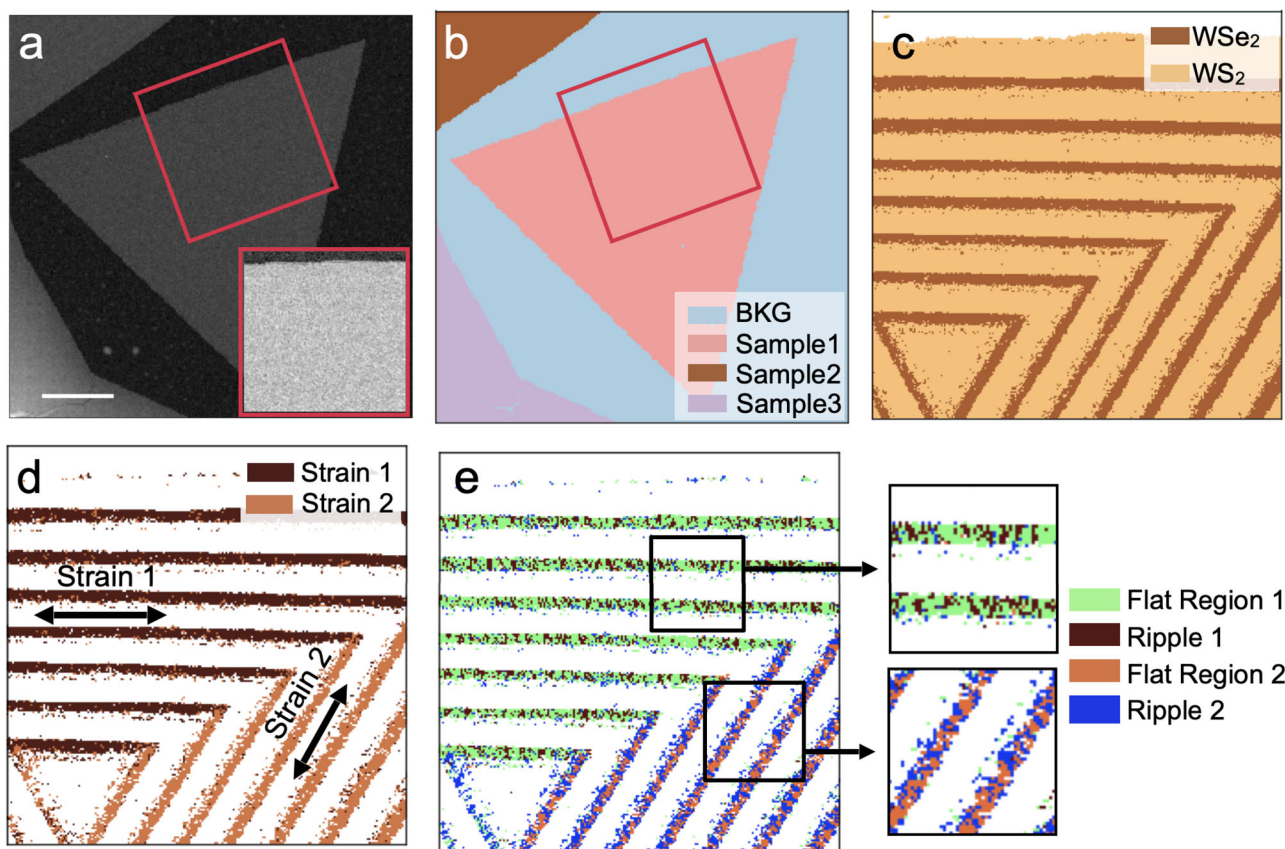 a
b
BKG
Sample1
Sample2
Sample3
c
WSe₂
WS₂
d
Strain 1
Strain 2
Strain 1
Strain 2
e
Flat Region 1
Ripple 1
Flat Region 2
Ripple 2